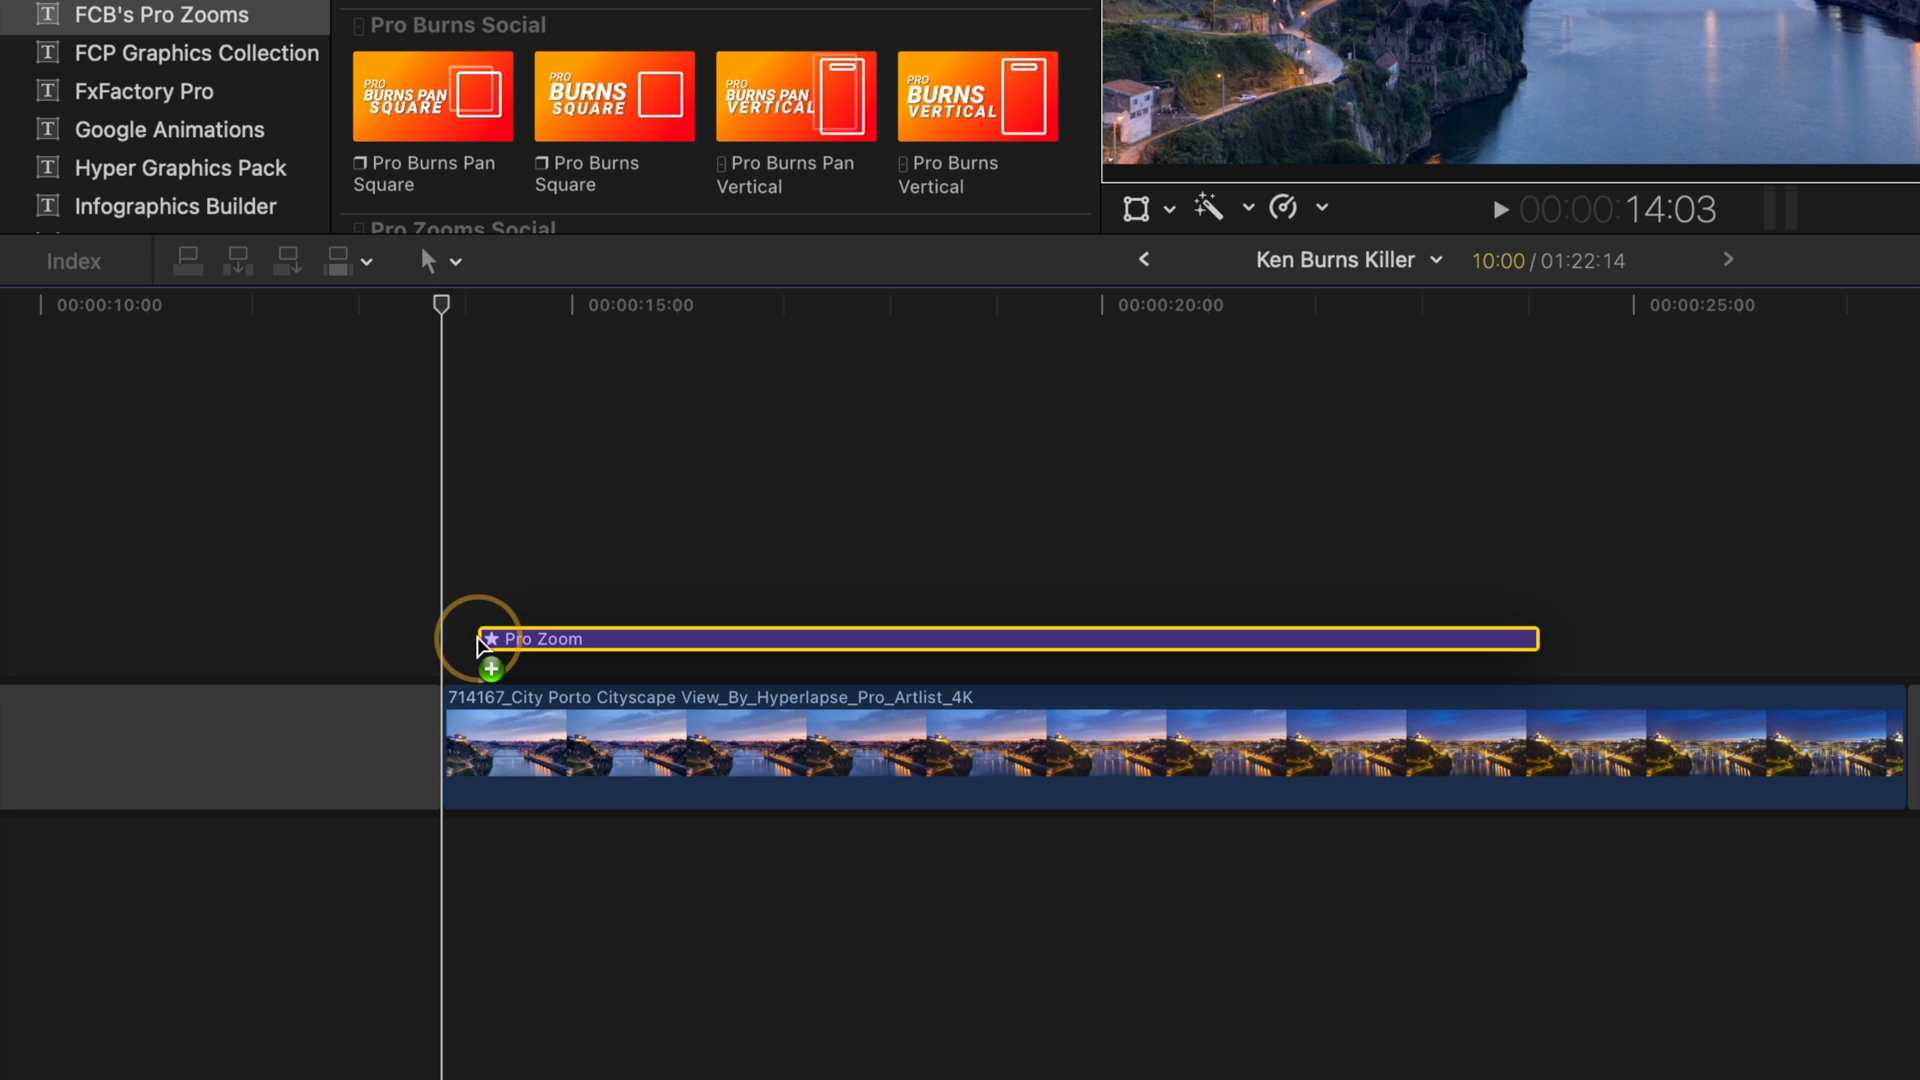 FCB's Pro Zooms
FCP Graphics Collection
FxFactory Pro
Google Animations
Hyper Graphics Pack
Infographics Builder
Pro Burns Social
PRO
BURNS PAN
SQUARE
PRO
BURNS
SQUARE
PRO
BURNS PAN
VERTICAL
PRO
BURNS
VERTICAL
Pro Burns Pan
Square
Pro Burns
Square
Pro Burns Pan
Vertical
Pro Burns
Vertical
Pro Zooms Social
00:00:14:03
Index
Ken Burns Killer
10:00 / 01:22:14
00:00:10:00
00:00:15:00
00:00:20:00
00:00:25:00
Pro Zoom
714167_City Porto Cityscape View_By_Hyperlapse_Pro_Artlist_4K